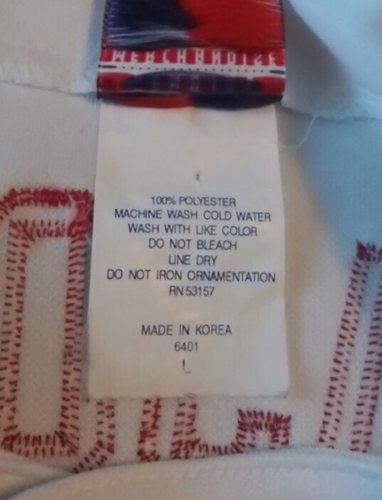 MERCHANDISE
100% POLYESTER
MACHINE WASH COLD WATER
WASH WITH LIKE COLOR
DO NOT BLEACH
LINE DRY
DO NOT IRON ORNAMENTATION
RN 53157
MADE IN KOREA
6401
L